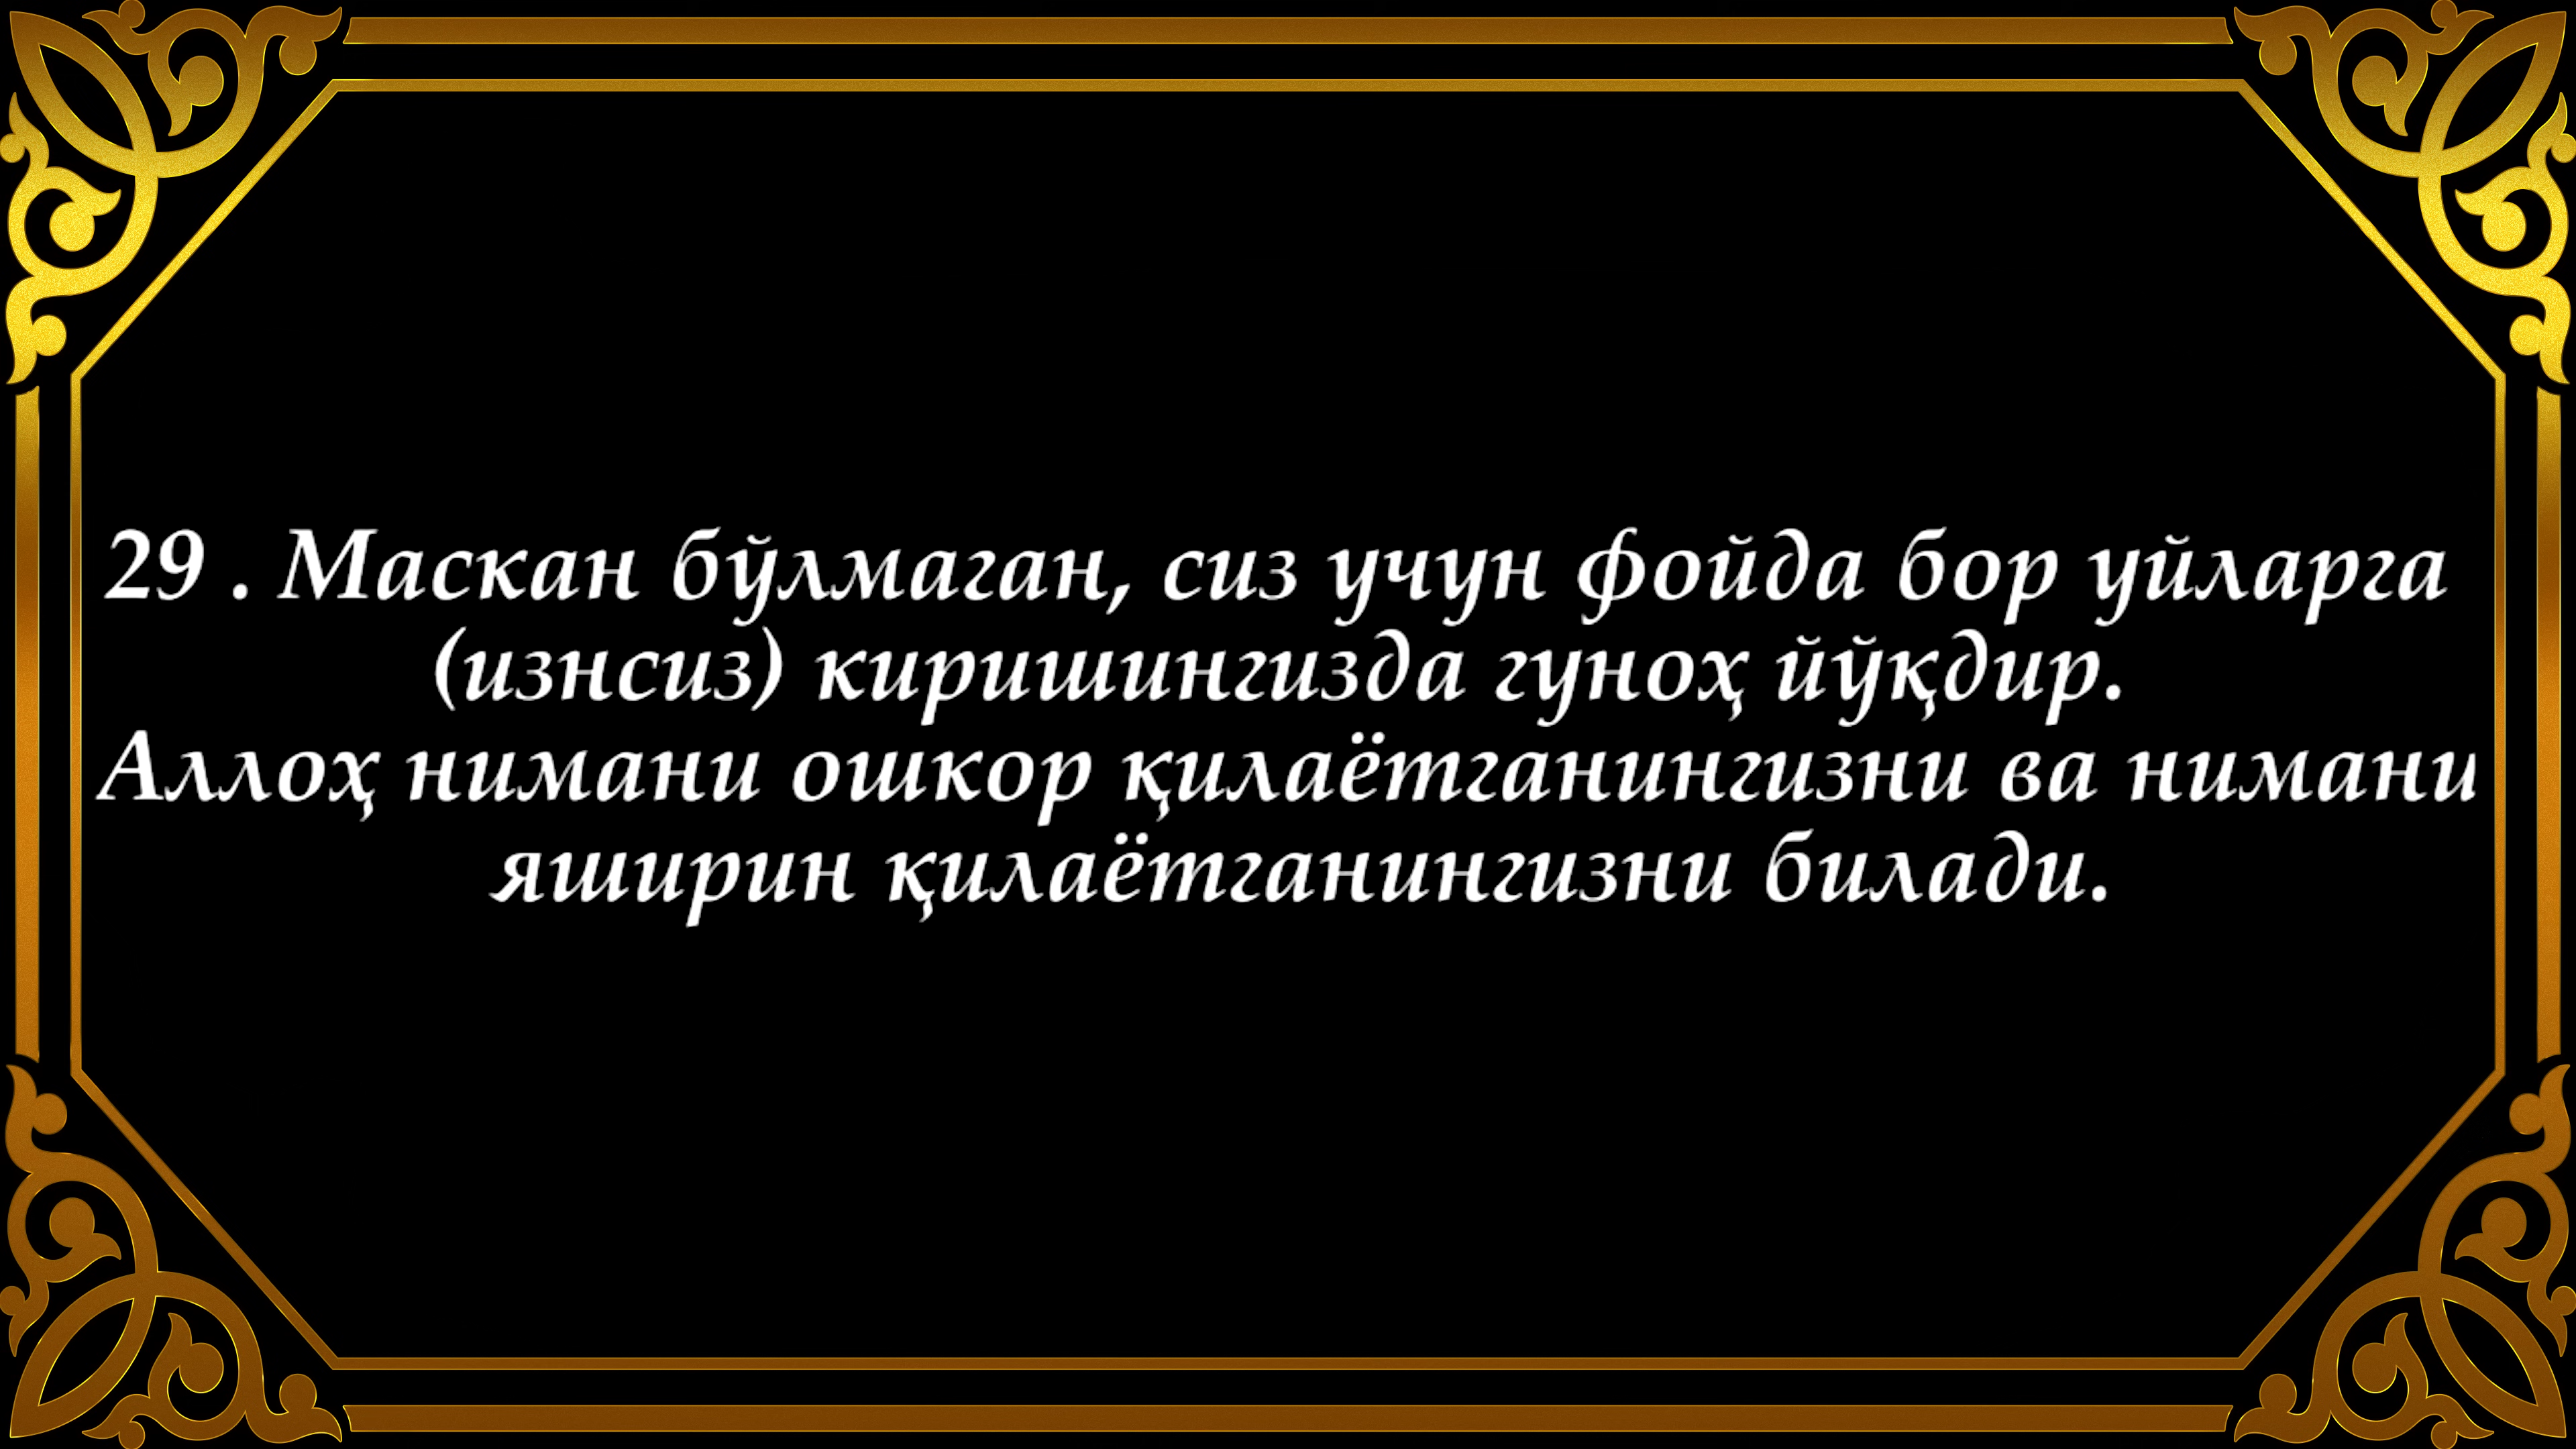 29 . Маскан бўлмаган, сиз учун фойда бор уйларга
(изнсиз) киришингизда гуноҳ йўқдир.
Аллоҳ нимани ошкор қилаётганингизни ва нимани
яширин қилаётганингизни билади.